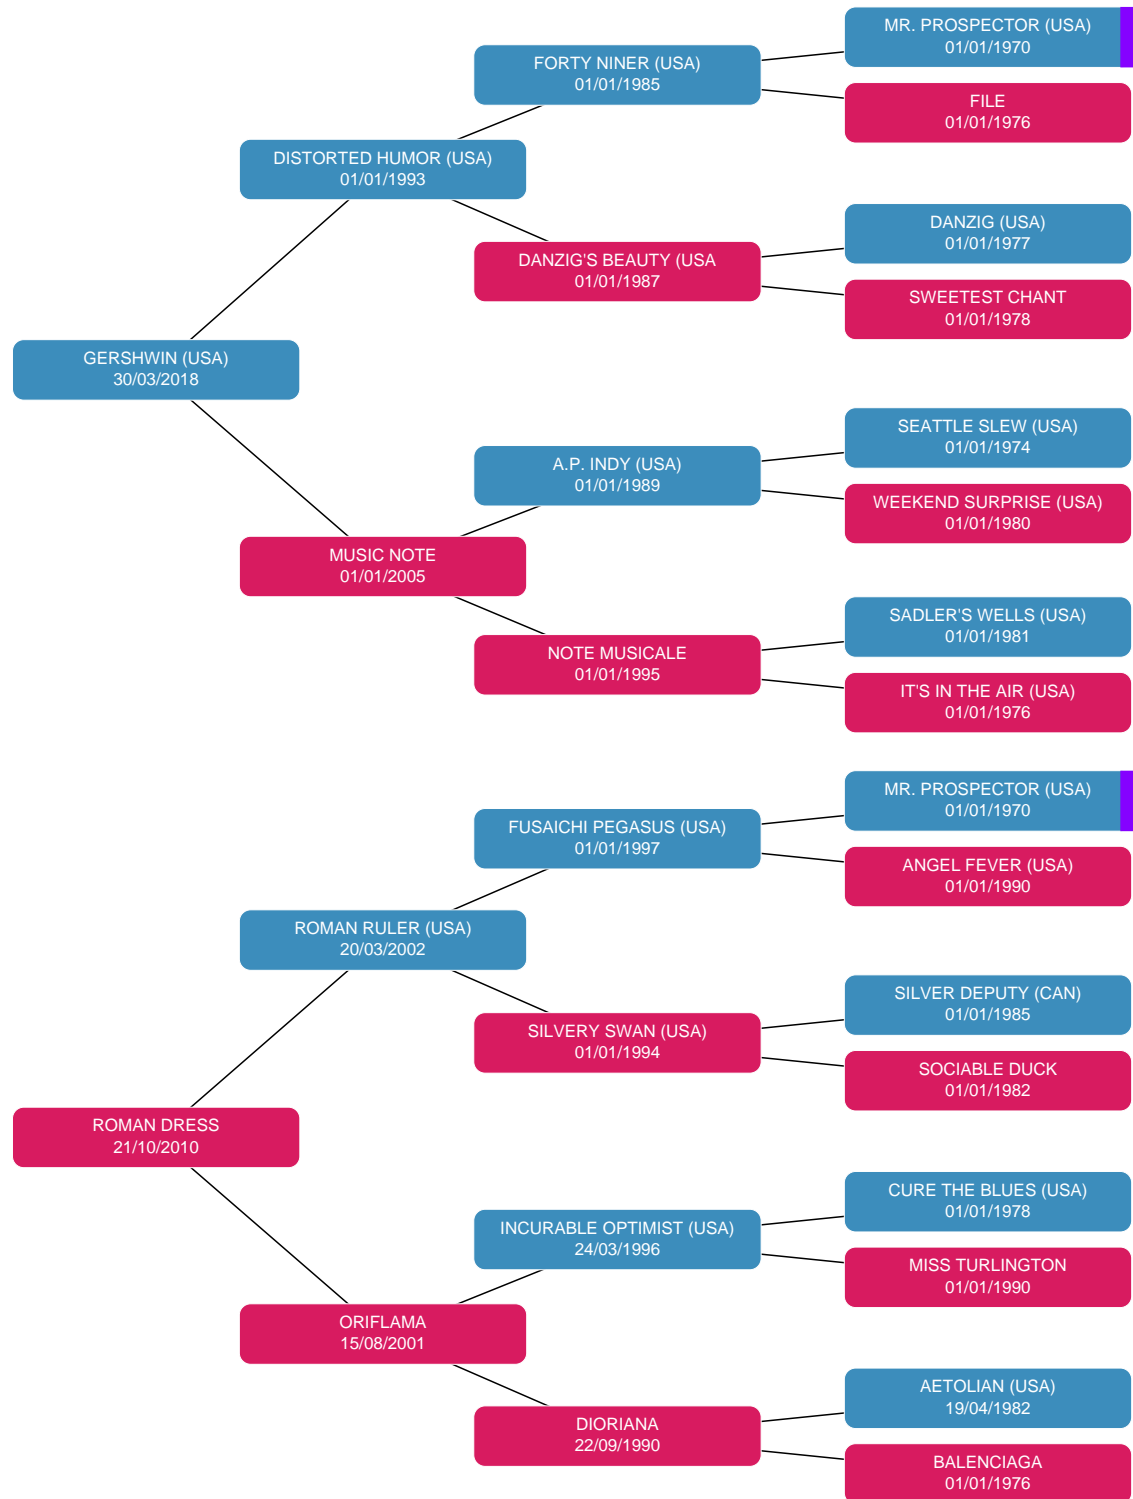 MR. PROSPECTOR (USA)
01/01/1970
FORTY NINER (USA)
01/01/1985
FILE
01/01/1976
DISTORTED HUMOR (USA)
01/01/1993
DANZIG (USA)
01/01/1977
DANZIG'S BEAUTY (USA
01/01/1987
SWEETEST CHANT
01/01/1978
GERSHWIN (USA)
30/03/2018
SEATTLE SLEW (USA)
01/01/1974
A.P. INDY (USA)
01/01/1989
WEEKEND SURPRISE (USA)
01/01/1980
MUSIC NOTE
01/01/2005
SADLER'S WELLS (USA)
01/01/1981
NOTE MUSICALE
01/01/1995
IT'S IN THE AIR (USA)
01/01/1976
MR. PROSPECTOR (USA)
01/01/1970
FUSAICHI PEGASUS (USA)
01/01/1997
ANGEL FEVER (USA)
01/01/1990
ROMAN RULER (USA)
20/03/2002
SILVER DEPUTY (CAN)
01/01/1985
SILVERY SWAN (USA)
01/01/1994
SOCIABLE DUCK
01/01/1982
ROMAN DRESS
21/10/2010
CURE THE BLUES (USA)
01/01/1978
INCURABLE OPTIMIST (USA)
24/03/1996
MISS TURLINGTON
01/01/1990
ORIFLAMA
15/08/2001
AETOLIAN (USA)
19/04/1982
DIORIANA
22/09/1990
BALENCIAGA
01/01/1976